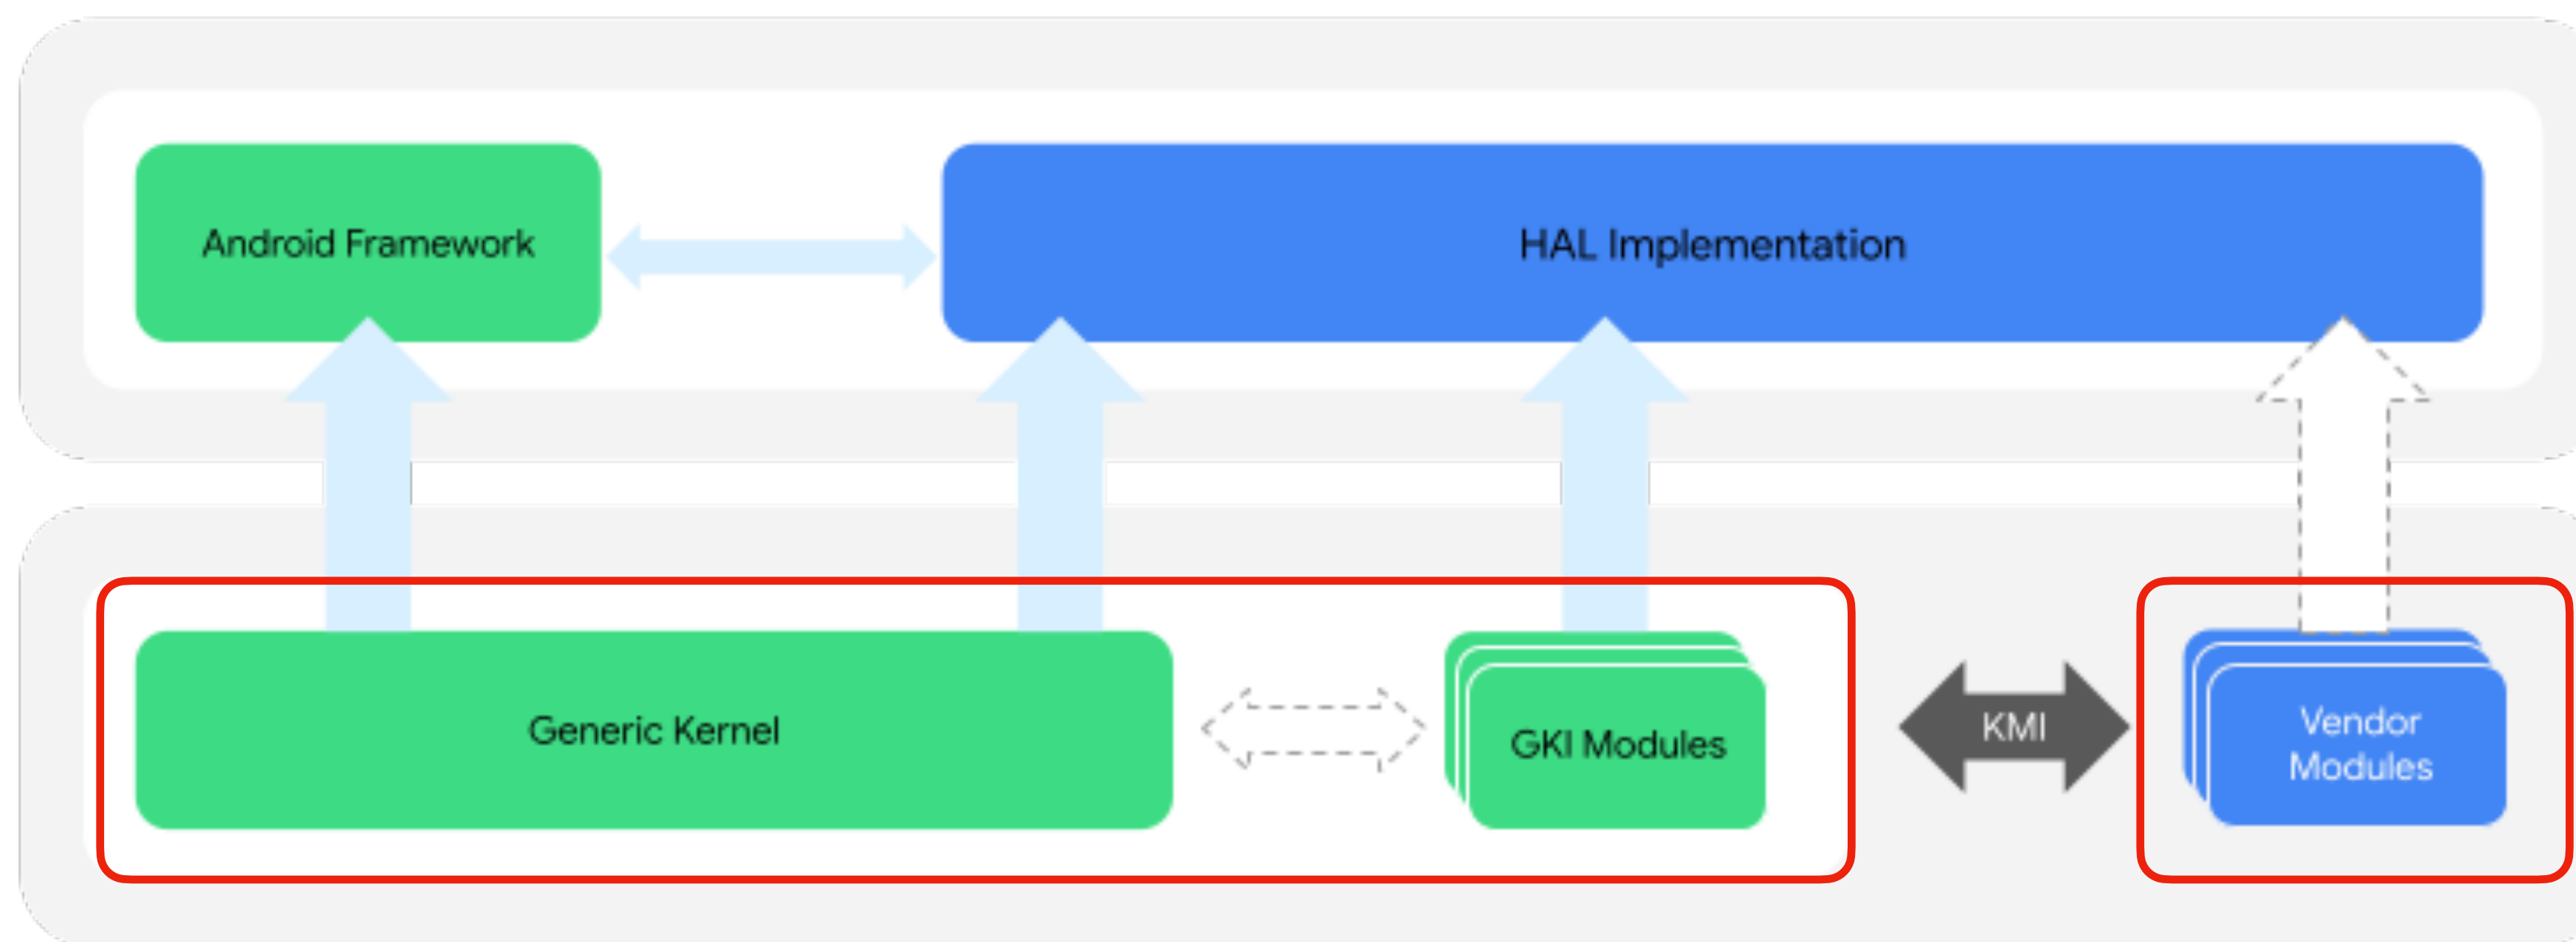 Android Framework
HAL Implementation
Generic Kernel
GKI Modules
KMI
Vendor
Modules